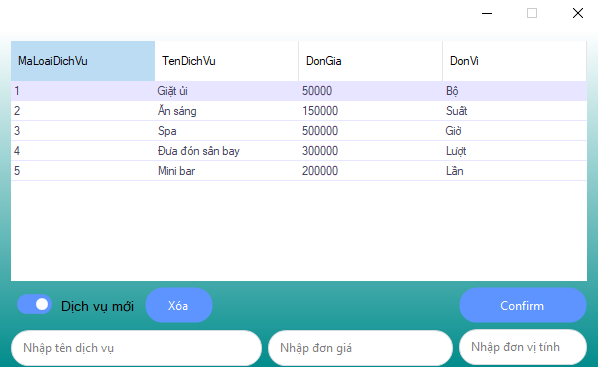 MaLoaiDichVu TenDichVu DonGia DonVi
1 Giặt ủi 50000 Bộ
2 Ăn sáng 150000 Suất
3 Spa 500000 Giờ
4 Đưa đón sân bay 300000 Lượt
5 Mini bar 200000 Lần
Dịch vụ mới Xóa Confirm
Nhập tên dịch vụ Nhập đơn giá Nhập đơn vị tính